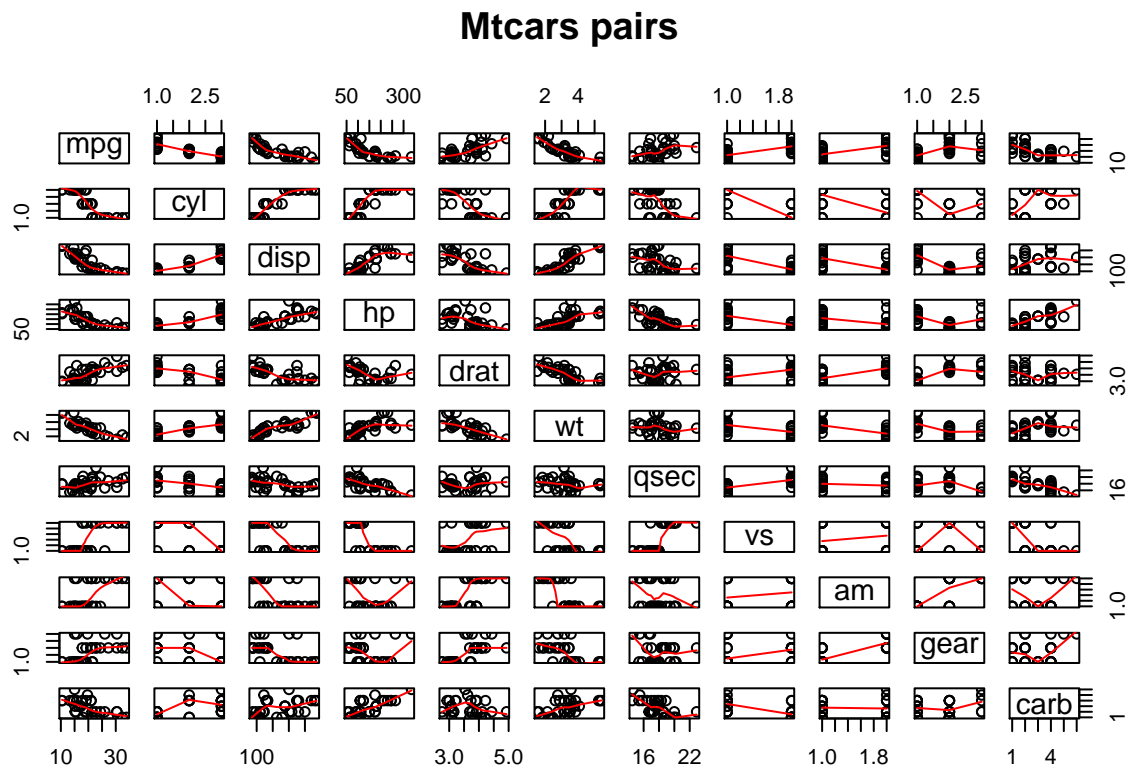 Mtcars pairs
1.0 2.5 50 300 2 4 1.0 1.8 1.0 2.5
mpg 10
1.0 cyl
disp 100
50 hp
drat 3.0
2 wt
qsec 16
1.0 vs
am 1.0
1.0 gear
carb 1
10 30 100 3.0 5.0 16 22 1.0 1.8 1 4